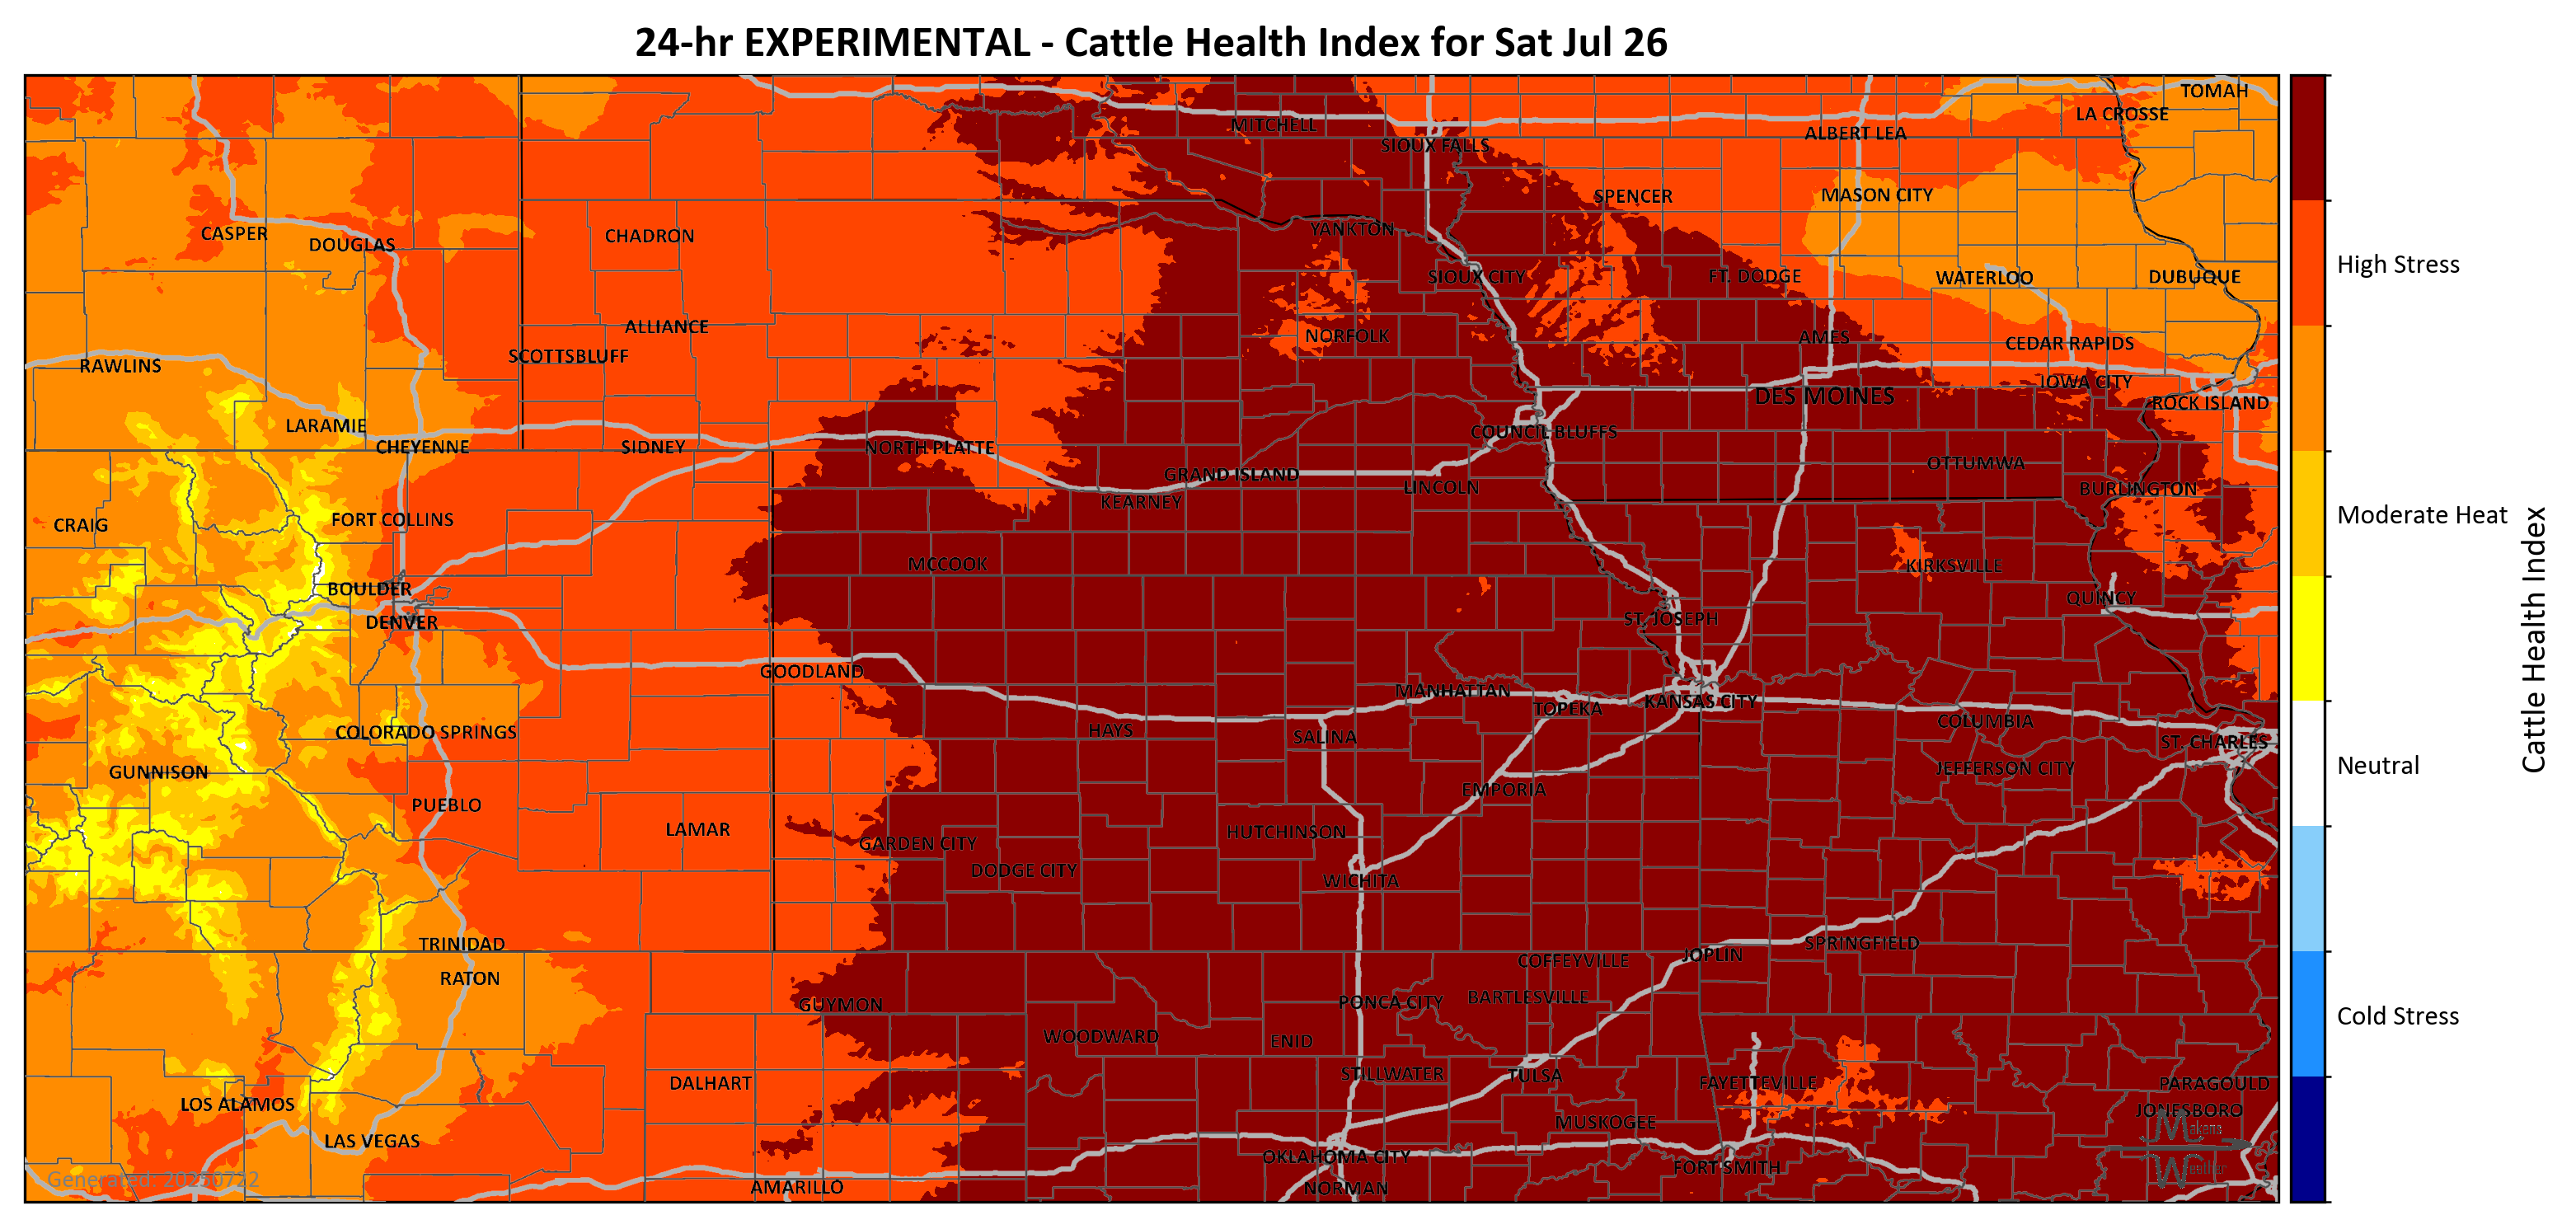 24-hr EXPERIMENTAL - Cattle Health Index for Sat Jul 26
TOMAH
LA CROSSE
MITCHELL
ALBERT LEA
SIOUX FALLS
SPENCER
MASON CITY
CASPER
DOUGLAS
CHADRON
YANKTON
SIOUX CITY
FT. DODGE
WATERLOO
DUBUQUE
High Stress
ALLIANCE
NORFOLK
AMES
CEDAR RAPIDS
SCOTTSBLUFF
RAWLINS
IOWA CITY
DES MOINES
ROCK ISLAND
LARAMIE
COUNCIL BLUFFS
CHEYENNE
SIDNEY
NORTH PLATTE
OTTUMWA
GRAND ISLAND
LINCOLN
BURLINGTON
KEARNEY
Moderate Heat
CRAIG
FORT COLLINS
MCCOOK
KIRKSVILLE
BOULDER
QUINCY
DENVER
ST. JOSEPH
Cattle Health Index
GOODLAND
MANHATTAN
KANSAS CITY
TOPEKA
COLUMBIA
COLORADO SPRINGS
HAYS
SALINA
ST. CHARLES
GUNNISON
JEFFERSON CITY
Neutral
EMPORIA
PUEBLO
LAMAR
HUTCHINSON
GARDEN CITY
DODGE CITY
WICHITA
TRINIDAD
SPRINGFIELD
JOPLIN
COFFEYVILLE
RATON
BARTLESVILLE
GUYMON
PONCA CITY
Cold Stress
WOODWARD
ENID
STILLWATER
TULSA
DALHART
FAYETTEVILLE
PARAGOULD
LOS ALAMOS
JONESBORO
MUSKOGEE
Makens
LAS VEGAS
OKLAHOMA CITY
FORT SMITH
Weather
Generated: 20250722
AMARILLO
NORMAN